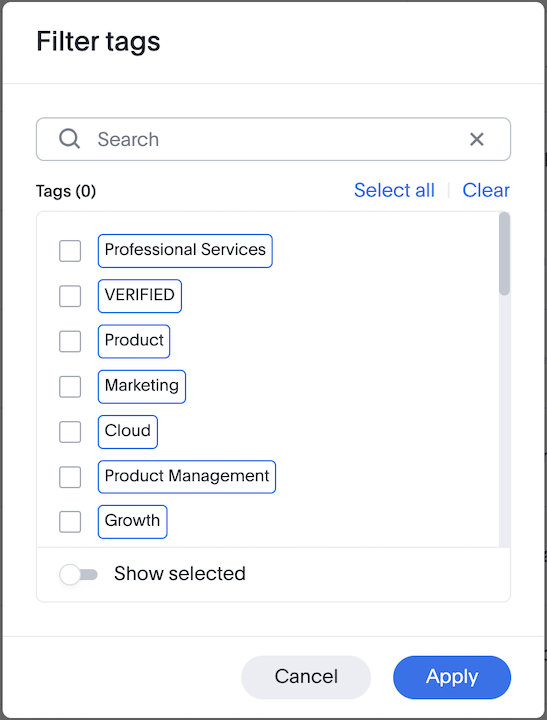 Filter tags
Search
Tags (0) Select all Clear
Professional Services
VERIFIED
Product
Marketing
Cloud
Product Management
Growth
Show selected
Cancel Apply